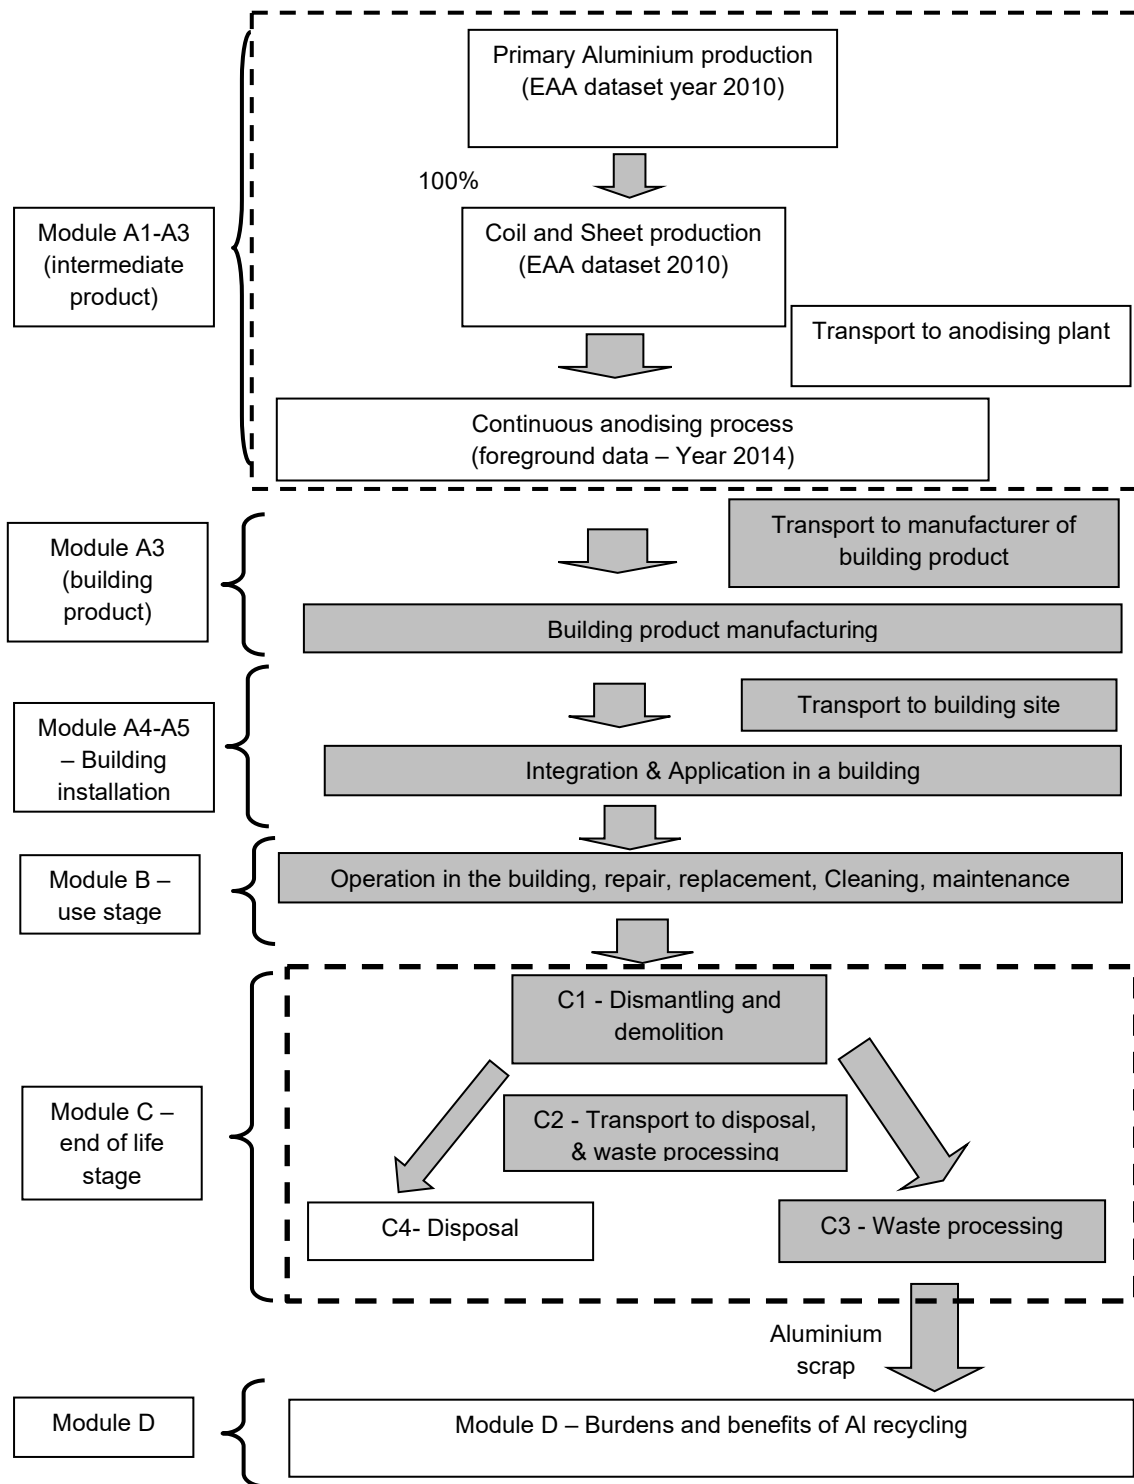 Primary Aluminium production
(EAA dataset year 2010)
100%
Module A1-A3
(intermediate
product)
Coil and Sheet production
(EAA dataset 2010)
Transport to anodising plant
Continuous anodising process
(foreground data – Year 2014)
Module A3
(building
product)
Transport to manufacturer of
building product
Building product manufacturing
Module A4-A5
– Building
installation
Transport to building site
Integration & Application in a building
Module B –
use stage
Operation in the building, repair, replacement, Cleaning, maintenance
C1 - Dismantling and
demolition
Module C –
end of life
stage
C2 - Transport to disposal,
& waste processing
C4- Disposal
C3 - Waste processing
Aluminium
scrap
Module D
Module D – Burdens and benefits of Al recycling